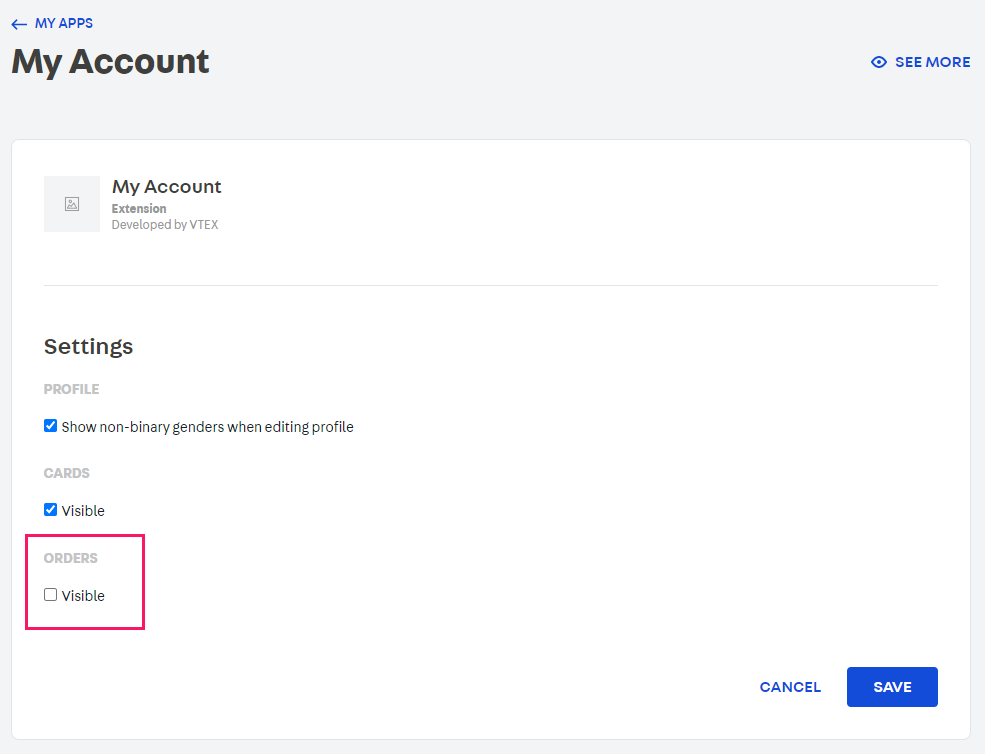 MY APPS
My Account
SEE MORE
My Account
Extension
Developed by VTEX
Settings
PROFILE
Show non-binary genders when editing profile
CARDS
Visible
ORDERS
Visible
CANCEL
SAVE